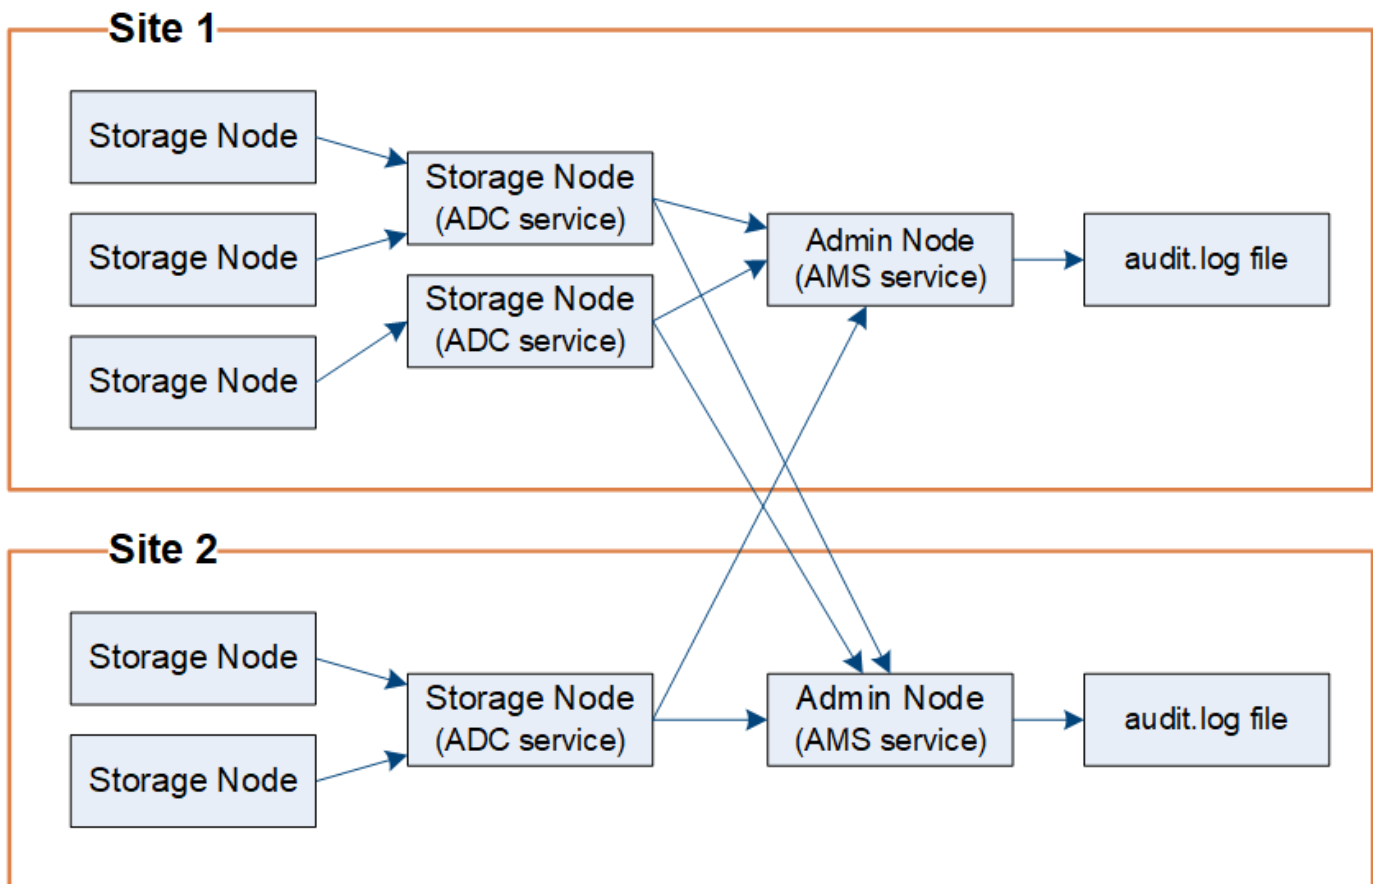 Site 1
Storage Node
Storage Node
Storage Node
Storage Node
(ADC service)
Storage Node
(ADC service)
Admin Node
(AMS service)
audit.log file
Site 2
Storage Node
Storage Node
Storage Node
(ADC service)
Admin Node
(AMS service)
audit.log file